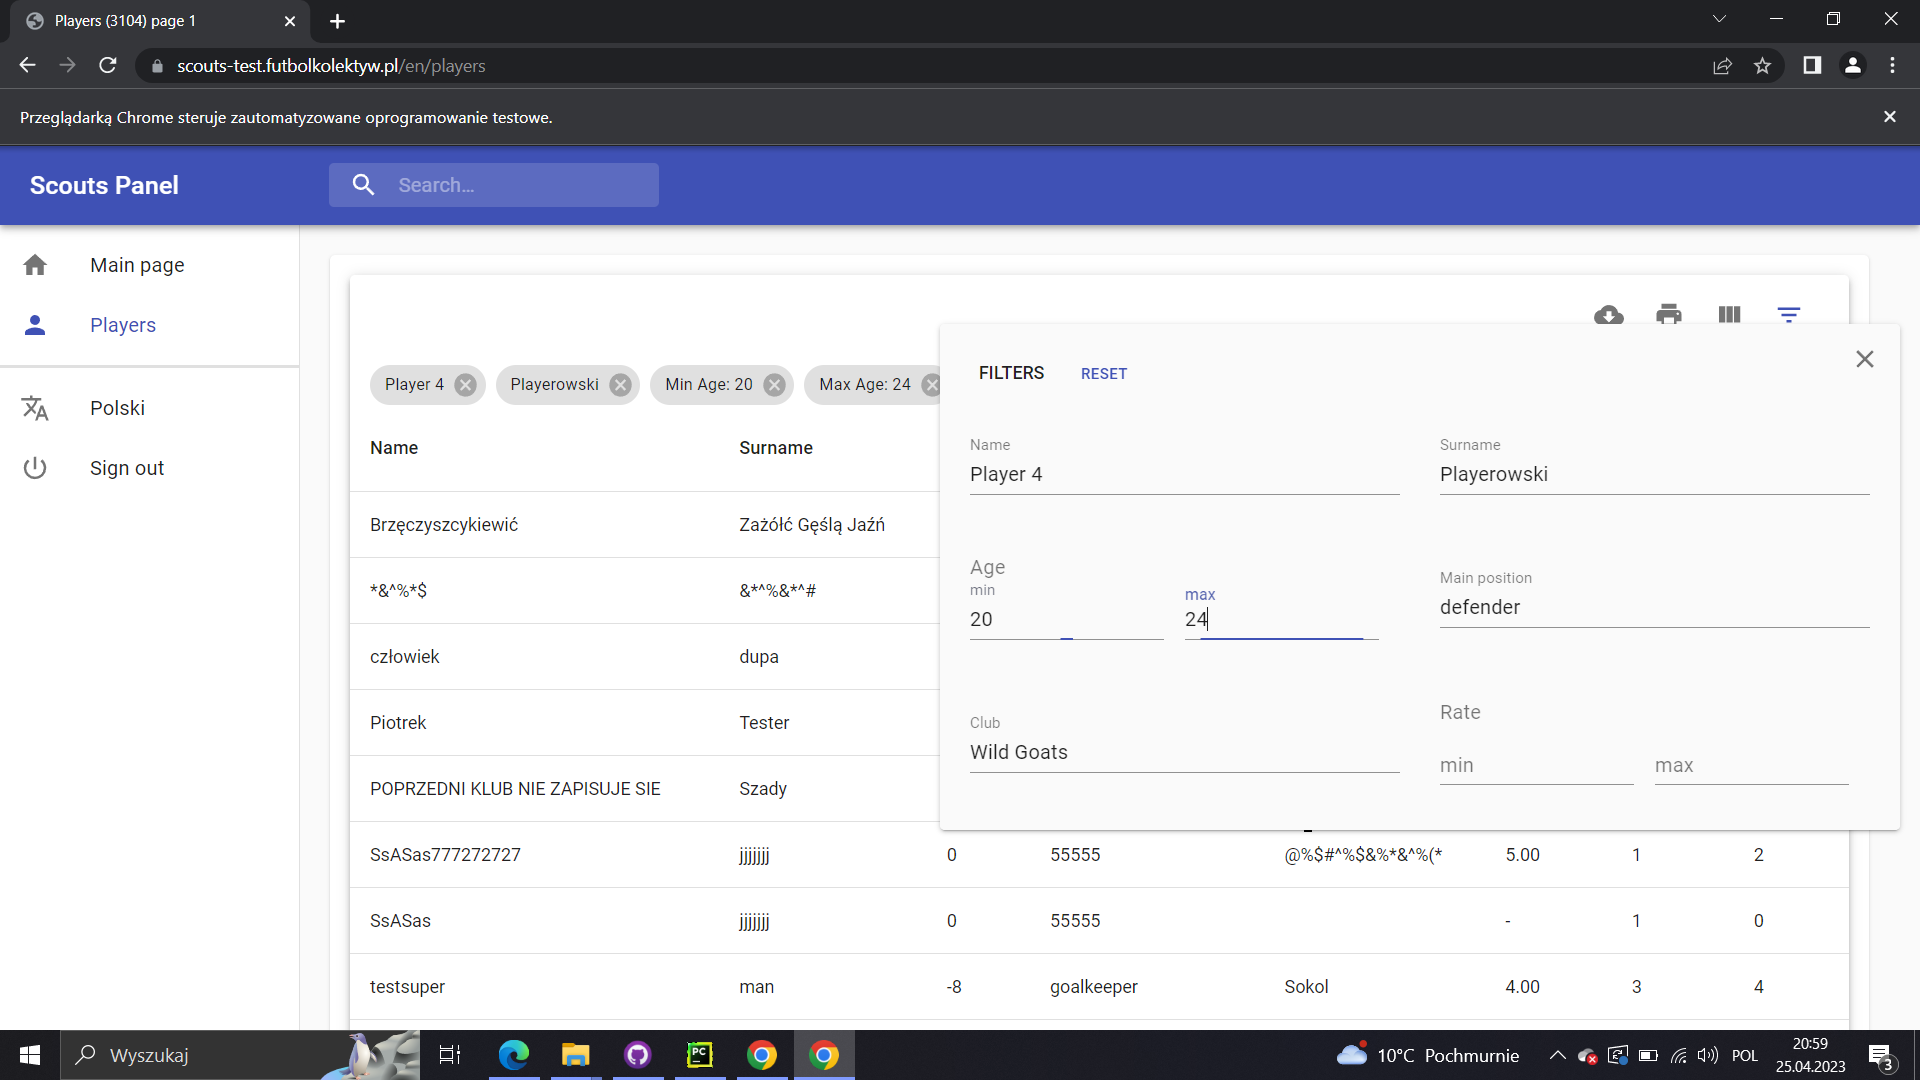 Players (3104) page 1
scouts-test.futbolkolektyw.pl/en/players
Przeglądarką Chrome steruje zautomatyzowane oprogramowanie testowe.
Scouts Panel
Search...
Main page
Players
Polski
Sign out
Player 4
Playerowski
Min Age: 20
Max Age: 24
FILTERS
RESET
Name
Player 4
Surname
Playerowski
Age
min
20
max
24
Main position
defender
Club
Wild Goats
Rate
min
max
Name Surname
Brzęczyszcykiewić Zażółć Gęślą Jaźń
*&^%*$ &*^%&*^#
człowiek dupa
Piotrek Tester
POPRZEDNI KLUB NIE ZAPISUJE SIE Szady
SsASas777272727 jjjjjjj 0 55555 @%$#^%$&%*&^%(* 5.00 1 2
SsASas jjjjjjj 0 55555 - 1 0
testsuper man -8 goalkeeper Sokol 4.00 3 4
Wyszukaj
PC
10°C Pochmurnie
POL
20:59
25.04.2023
3